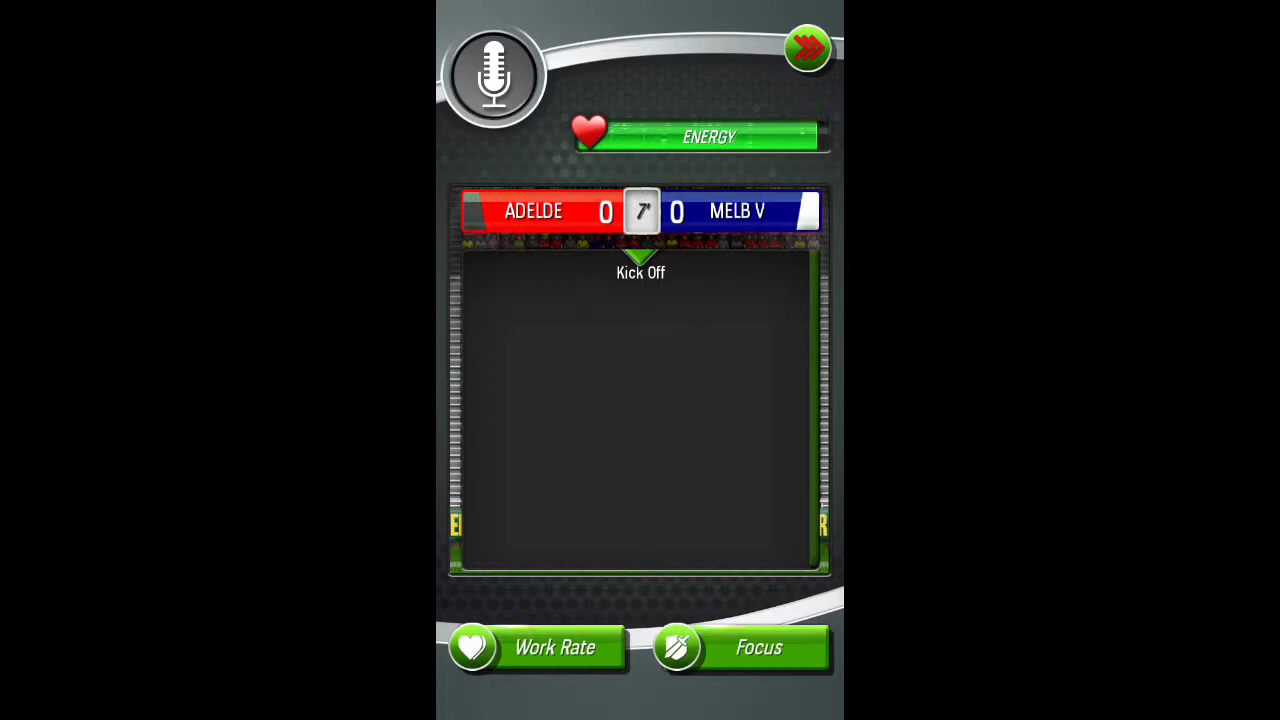 ENERGY
ADELDE 0 7' 0 MELB V
Kick Off
Work Rate
Focus